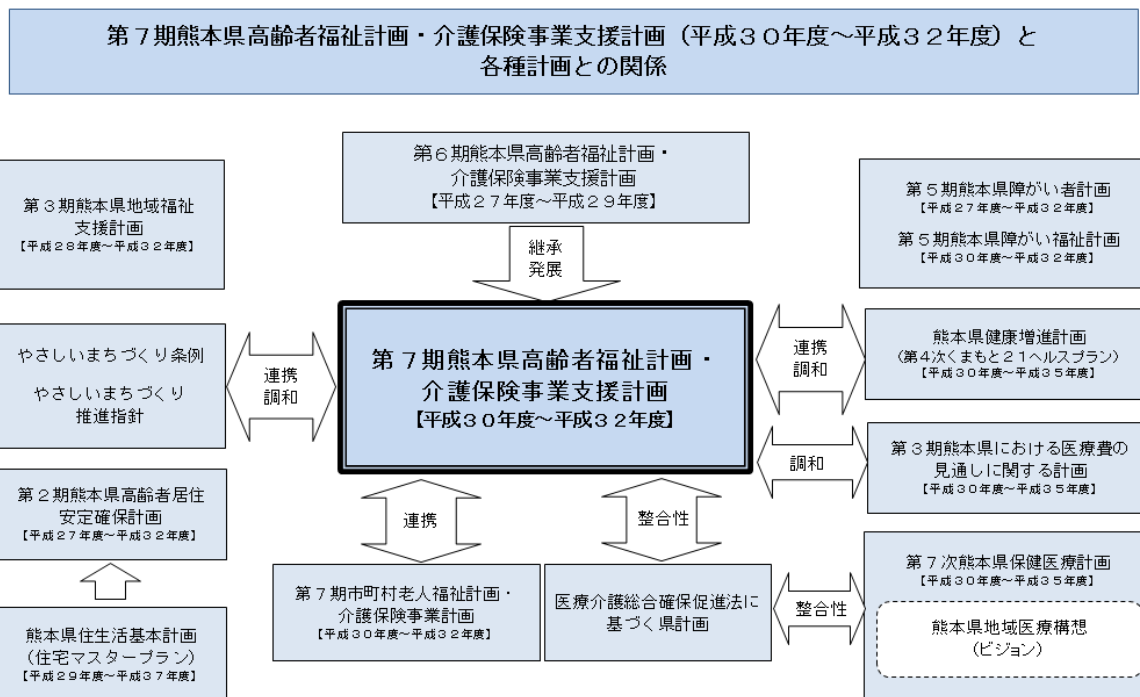 第７期熊本県高齢者福祉計画・介護保険事業支援計画（平成３０年度～平成３２年度）と
各種計画との関係
第６期熊本県高齢者福祉計画・
介護保険事業支援計画
【平成２７年度～平成２９年度】
継承
発展
第３期熊本県地域福祉
支援計画
【平成２８年度～平成３２年度】
やさしいまちづくり条例
やさしいまちづくり
推進指針
第２期熊本県高齢者居住
安定確保計画
【平成２７年度～平成３２年度】
熊本県住生活基本計画
（住宅マスタープラン）
【平成２９年度～平成３７年度】
連携
調和
第７期熊本県高齢者福祉計画・
介護保険事業支援計画
【平成３０年度～平成３２年度】
連携
調和
調和
第５期熊本県障がい者計画
【平成２７年度～平成３２年度】
第５期熊本県障がい福祉計画
【平成３０年度～平成３２年度】
熊本県健康増進計画
（第４次くまもと２１ヘルスプラン）
【平成３０年度～平成３５年度】
第３期熊本県における医療費の
見通しに関する計画
【平成３０年度～平成３５年度】
連携
整合性
第７期市町村老人福祉計画・
介護保険事業計画
【平成３０年度～平成３２年度】
医療介護総合確保促進法に
基づく県計画
整合性
第７次熊本県保健医療計画
【平成３０年度～平成３５年度】
熊本県地域医療構想
（ビジョン）